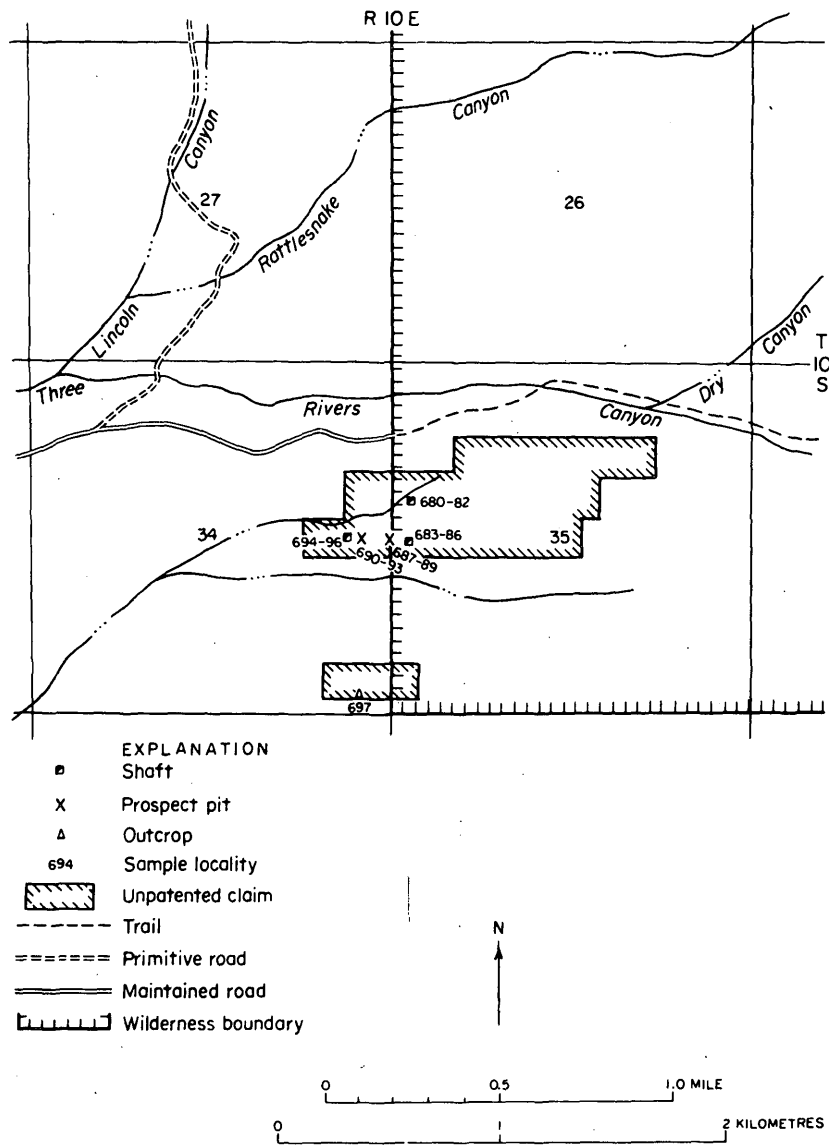 R 10 E
Canyon
Canyon
27
26
Rattlesnake
Lincoln
Canyon
T
10
S
Three
Rivers
Canyon
Dry
680-82
34
694-96
683-86
35
690-93
687-89
697
EXPLANATION
Shaft
Prospect pit
Outcrop
694 Sample locality
Unpatented claim
Trail
Primitive road
Maintained road
Wilderness boundary
N
0 0.5 1.0 MILE
0 1 2 KILOMETRES